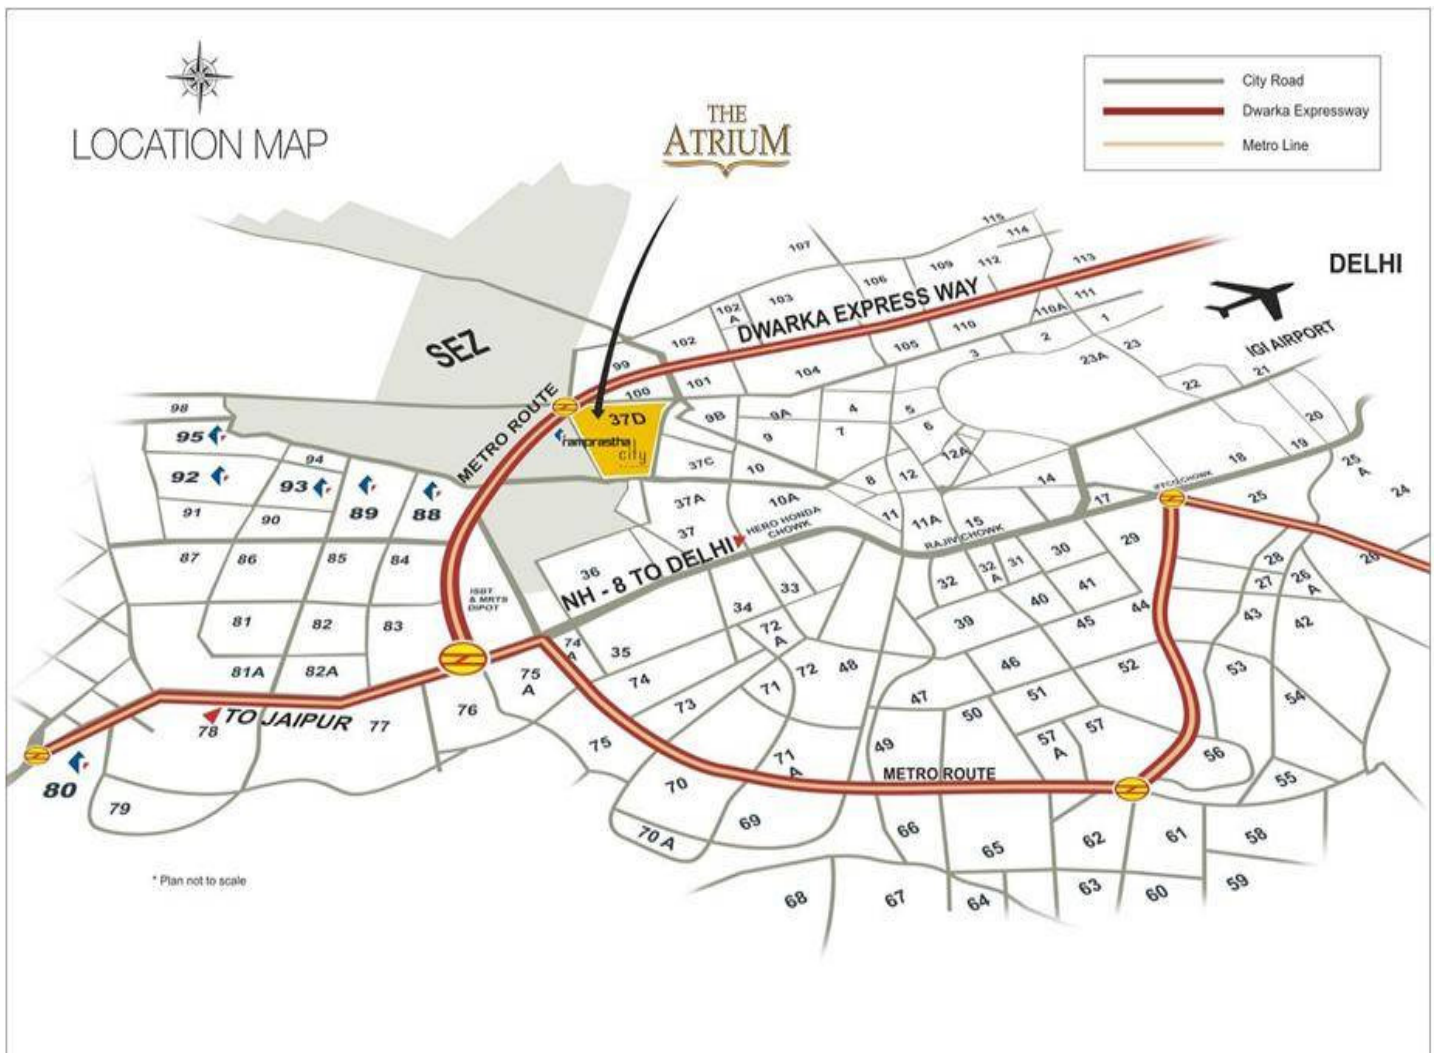 LOCATION MAP
THE
ATRIUM
City Road
Dwarka Expressway
Metro Line
DELHI
IGI AIRPORT
115
114
107
113
112
109
106
103
102
A
111
110A
110
DWARKA EXPRESS WAY
102
105
104
101
99
100
SEZ
METRO ROUTE
37D
ramprastha
city
1
2
3
23
23A
22
21
20
19
18
98
95
94
92
93
89
88
91
90
9B
9A
9
4
5
6
7
37C
10
8
12
12A
14
17
IFFCO CHOWK
25
A
25
24
37A
10A
37
HERO HONDA
CHOWK
11
11A
15
RAJIV CHOWK
NH - 8 TO DELHI
36
87
86
85
84
ISBT
& MRTS
DIPOT
81
82
83
81A
82A
33
34
32
32
A
31
30
29
28
27
26
A
26
41
40
39
44
45
43
42
74
A
35
72
A
72
48
46
52
53
54
75
A
74
71
47
51
50
73
76
77
78
TO JAIPUR
75
71
A
49
57
A
57
56
55
METRO ROUTE
80
79
70
70 A
69
66
65
62
61
58
68
67
64
63
60
59
* Plan not to scale